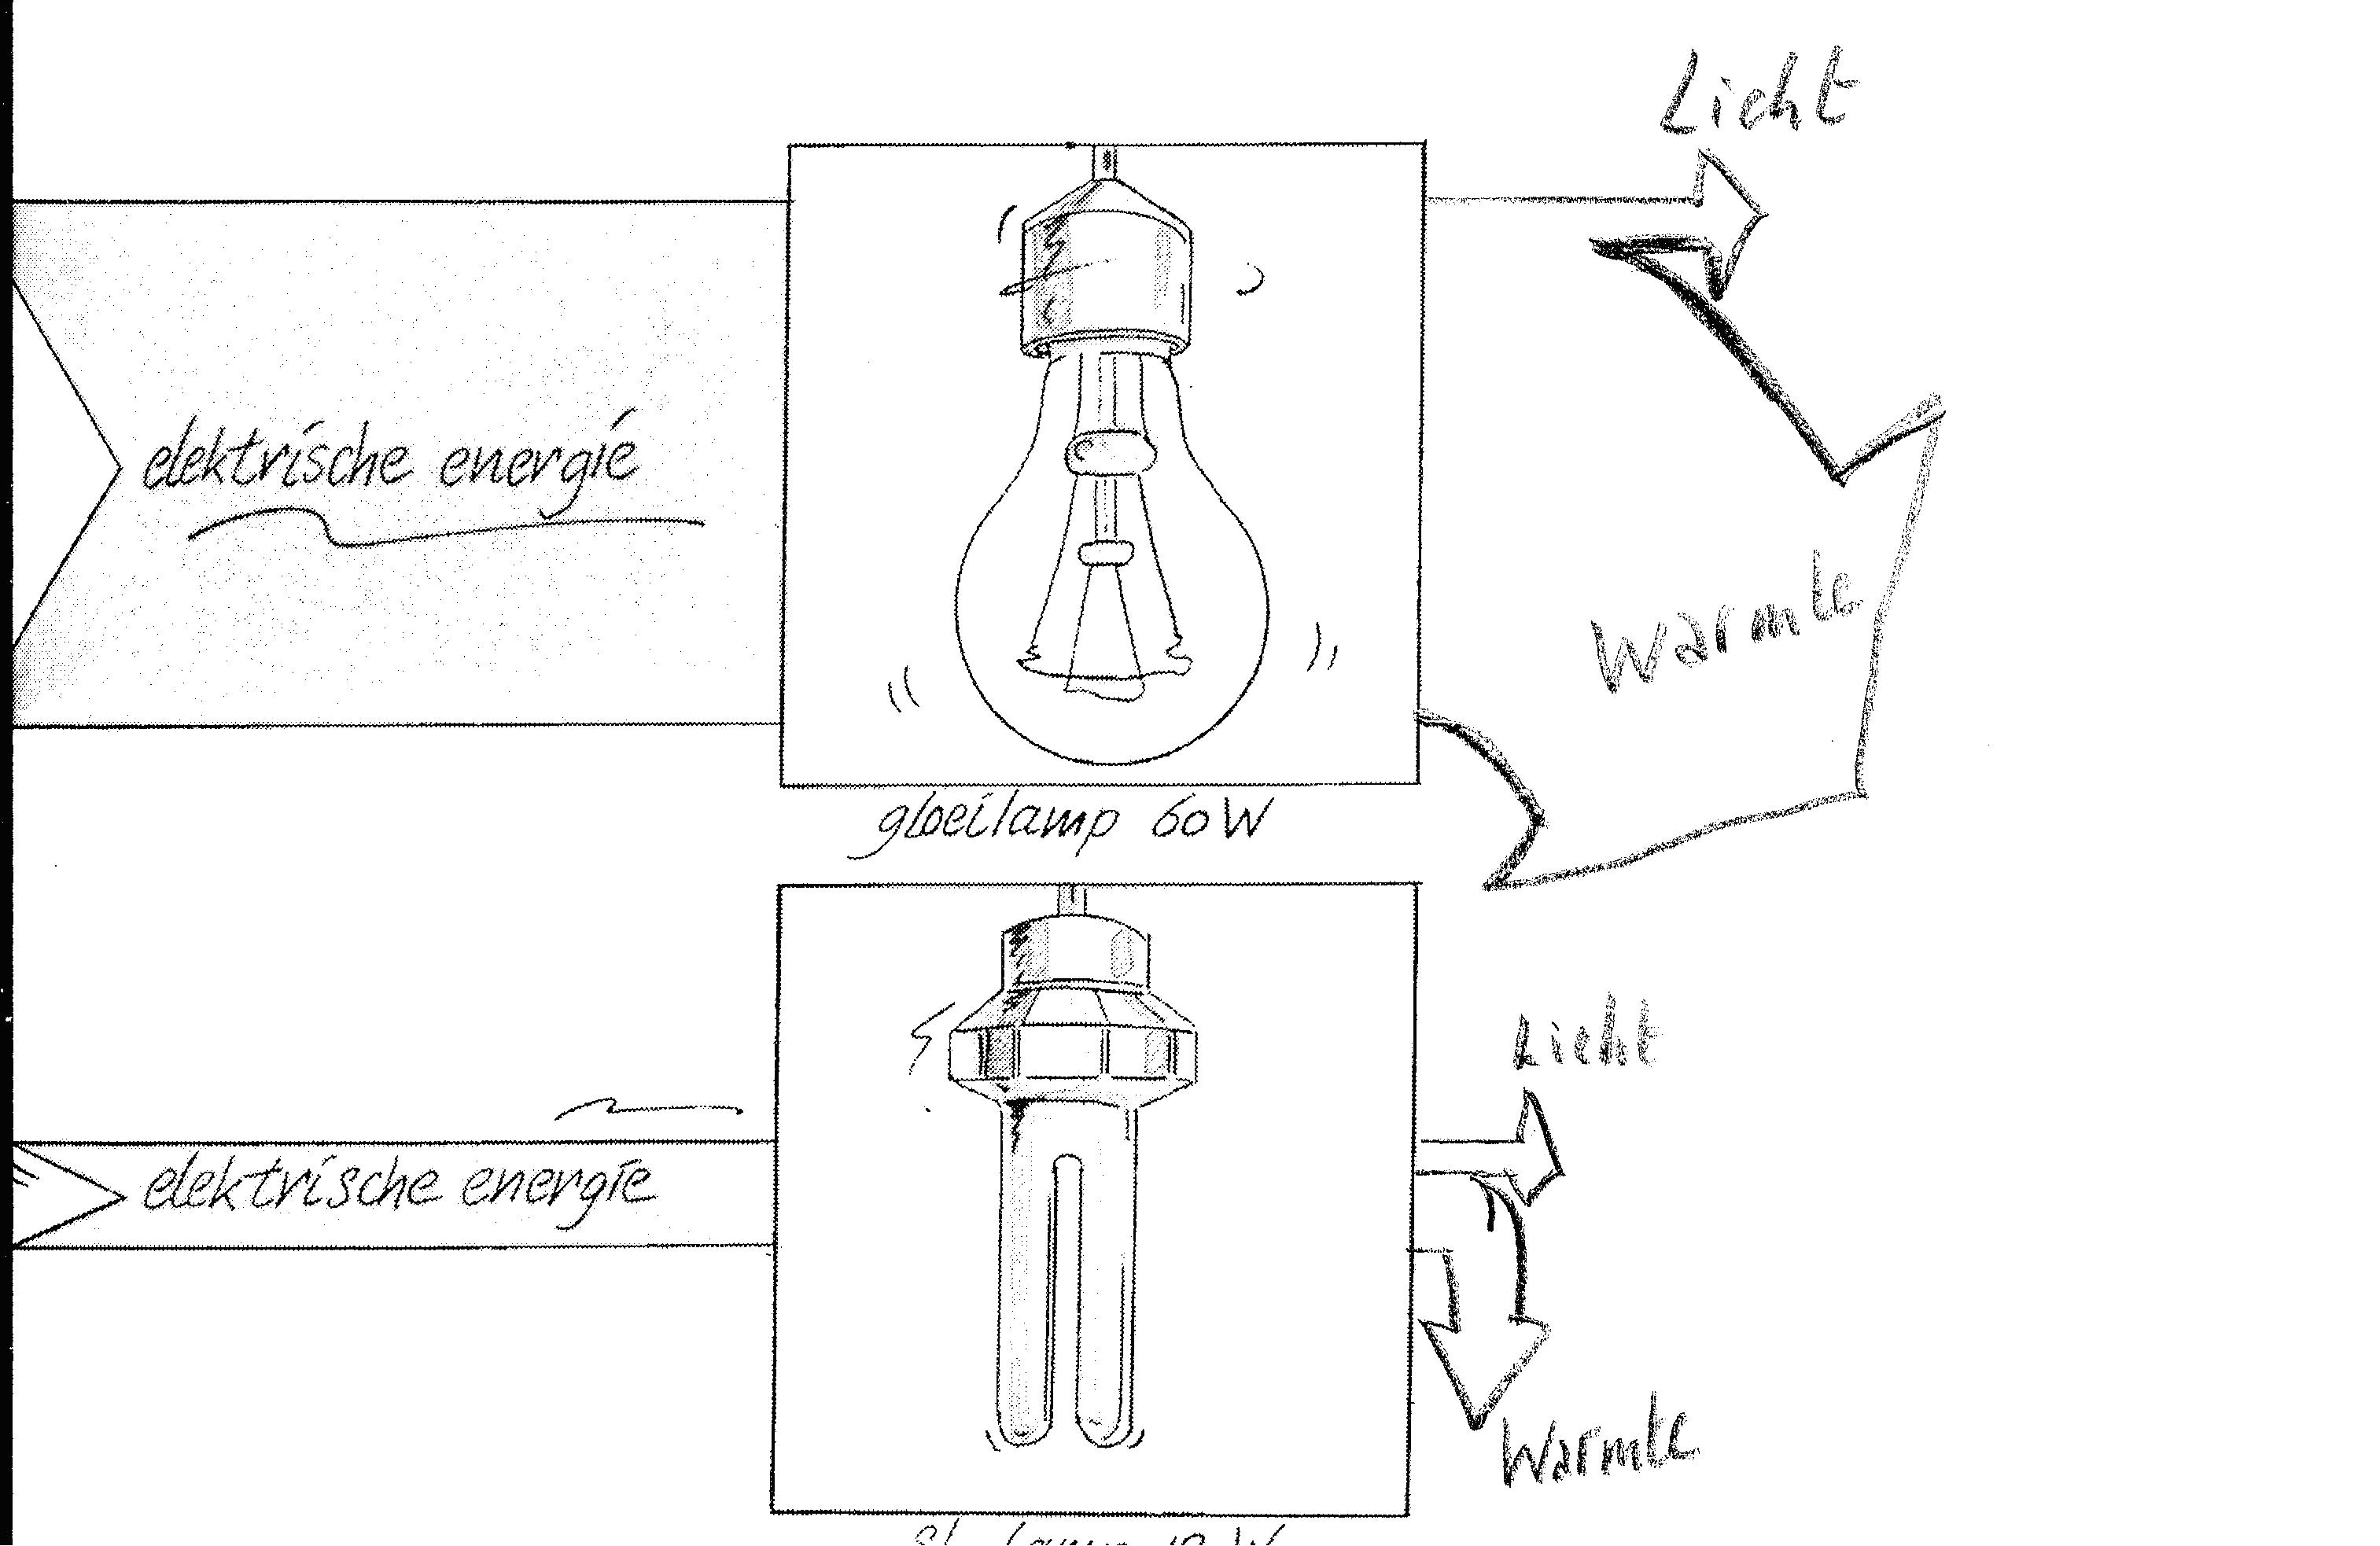 Licht
elektrische energie
Warmte
gloeilamp 60W
Licht
elektrische energie
Warmte